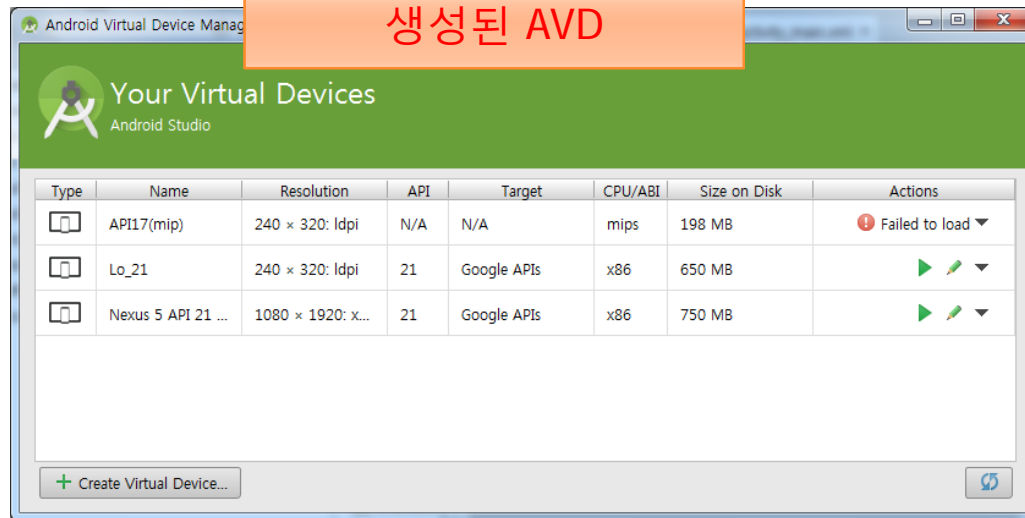 생성된 AVD
Android Virtual Device Manag
Your Virtual Devices
Android Studio
Type Name Resolution API Target CPU/ABI Size on Disk Actions
API17(mip) 240 × 320: ldpi N/A N/A mips 198 MB Failed to load
Lo_21 240 × 320: ldpi 21 Google APIs x86 650 MB
Nexus 5 API 21 ... 1080 × 1920: x... 21 Google APIs x86 750 MB
Create Virtual Device...